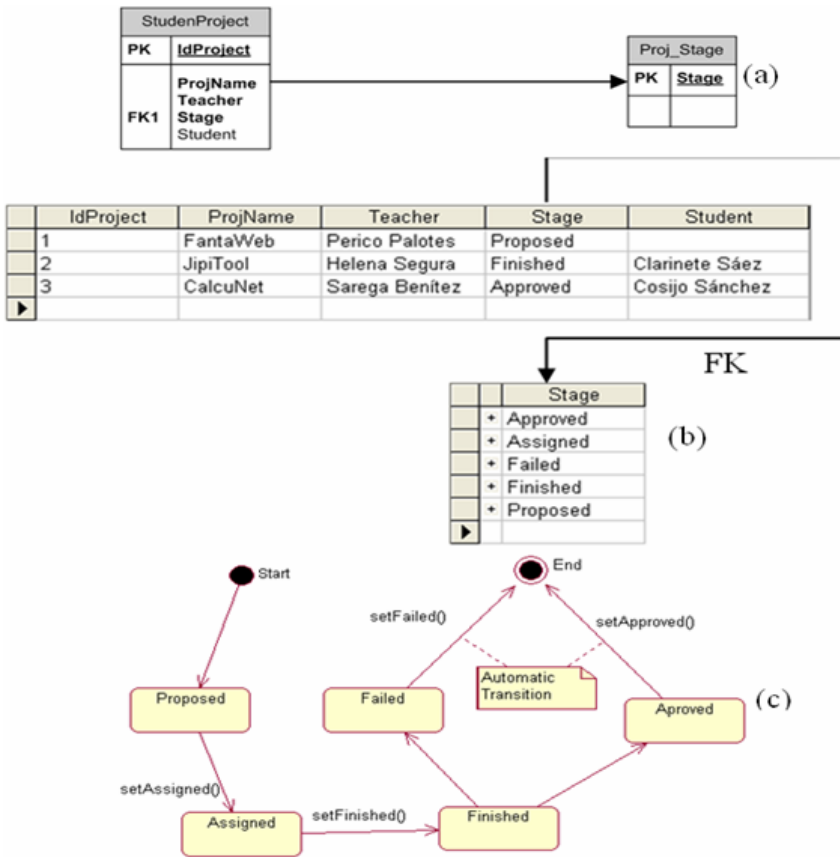 StudenProject
PK IdProject
ProjName
Teacher
FK1 Stage
Student
Proj_Stage
PK Stage
(a)
IdProject ProjName Teacher Stage Student
1 FantaWeb Perico Palotes Proposed
2 JipiTool Helena Segura Finished Clarinete Sáez
3 CalcuNet Sarega Benítez Approved Cosijo Sánchez
FK
Stage
+ Approved
+ Assigned
+ Failed
+ Finished
+ Proposed
(b)
Start
End
setFailed()
setApproved()
Automatic
Transition
Proposed
Failed
Aproved
(c)
setAssigned()
setFinished()
Assigned
Finished